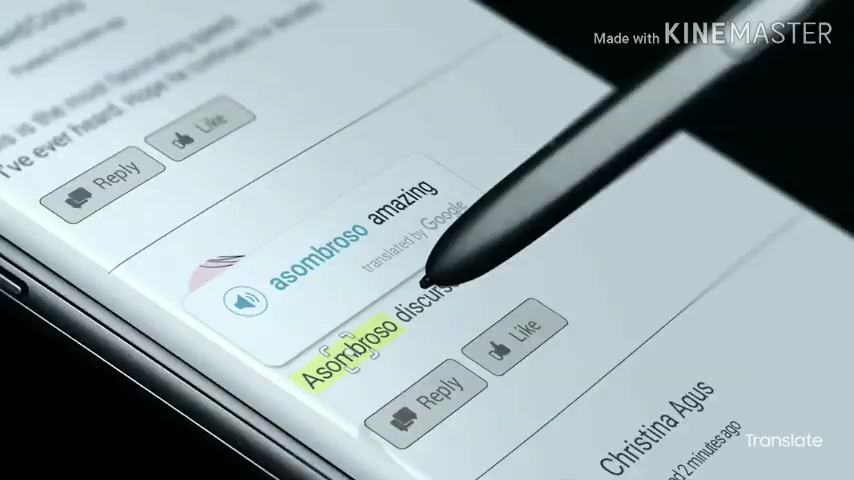 Made with KINEMASTER
I've ever heard.
Reply
Like
asombroso amazing
translated by Google
Asombroso
Reply
Like
Christina Agus
2 minutes ago
Translate